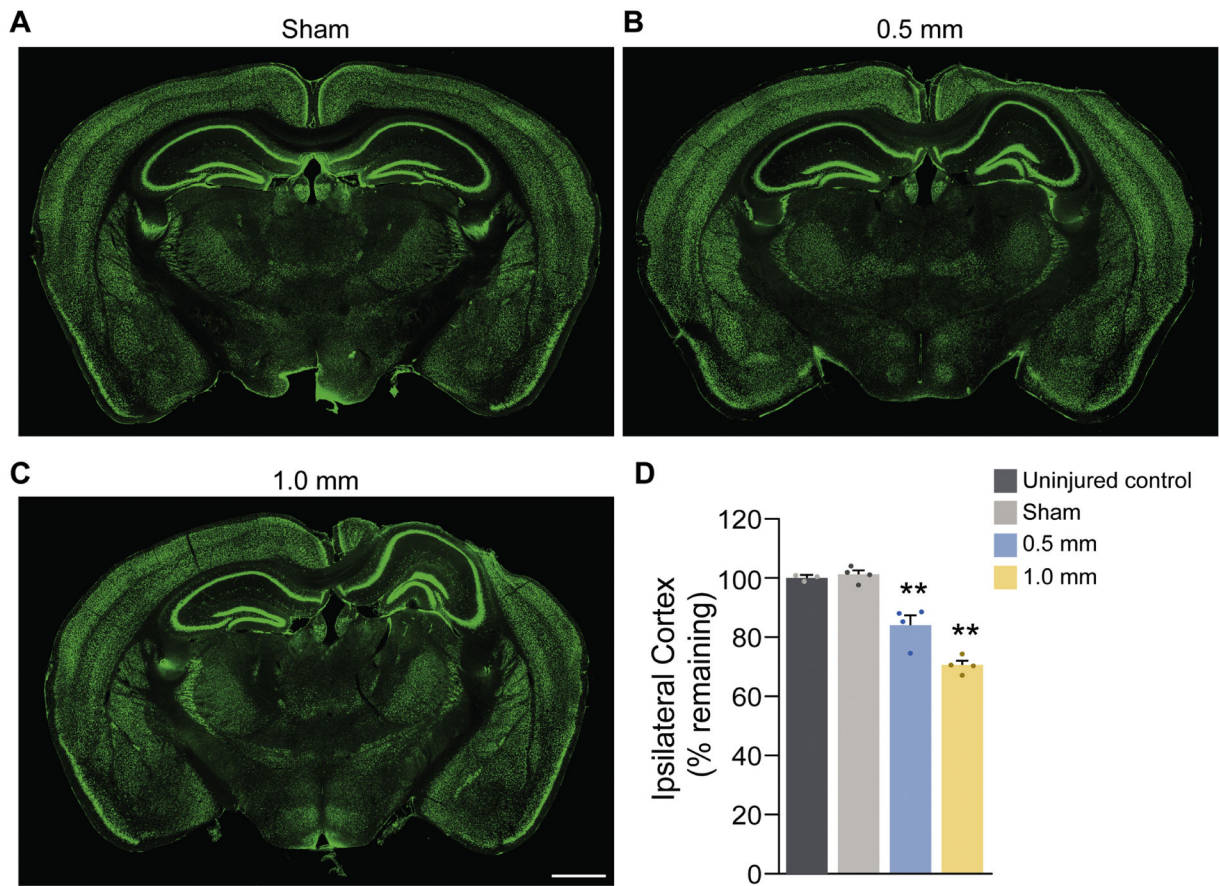 A
Sham
B
0.5 mm
C
1.0 mm
D
Uninjured control
Sham
0.5 mm
1.0 mm
Ipsilateral Cortex
(% remaining)
120
100
80
60
40
20
0
**
**